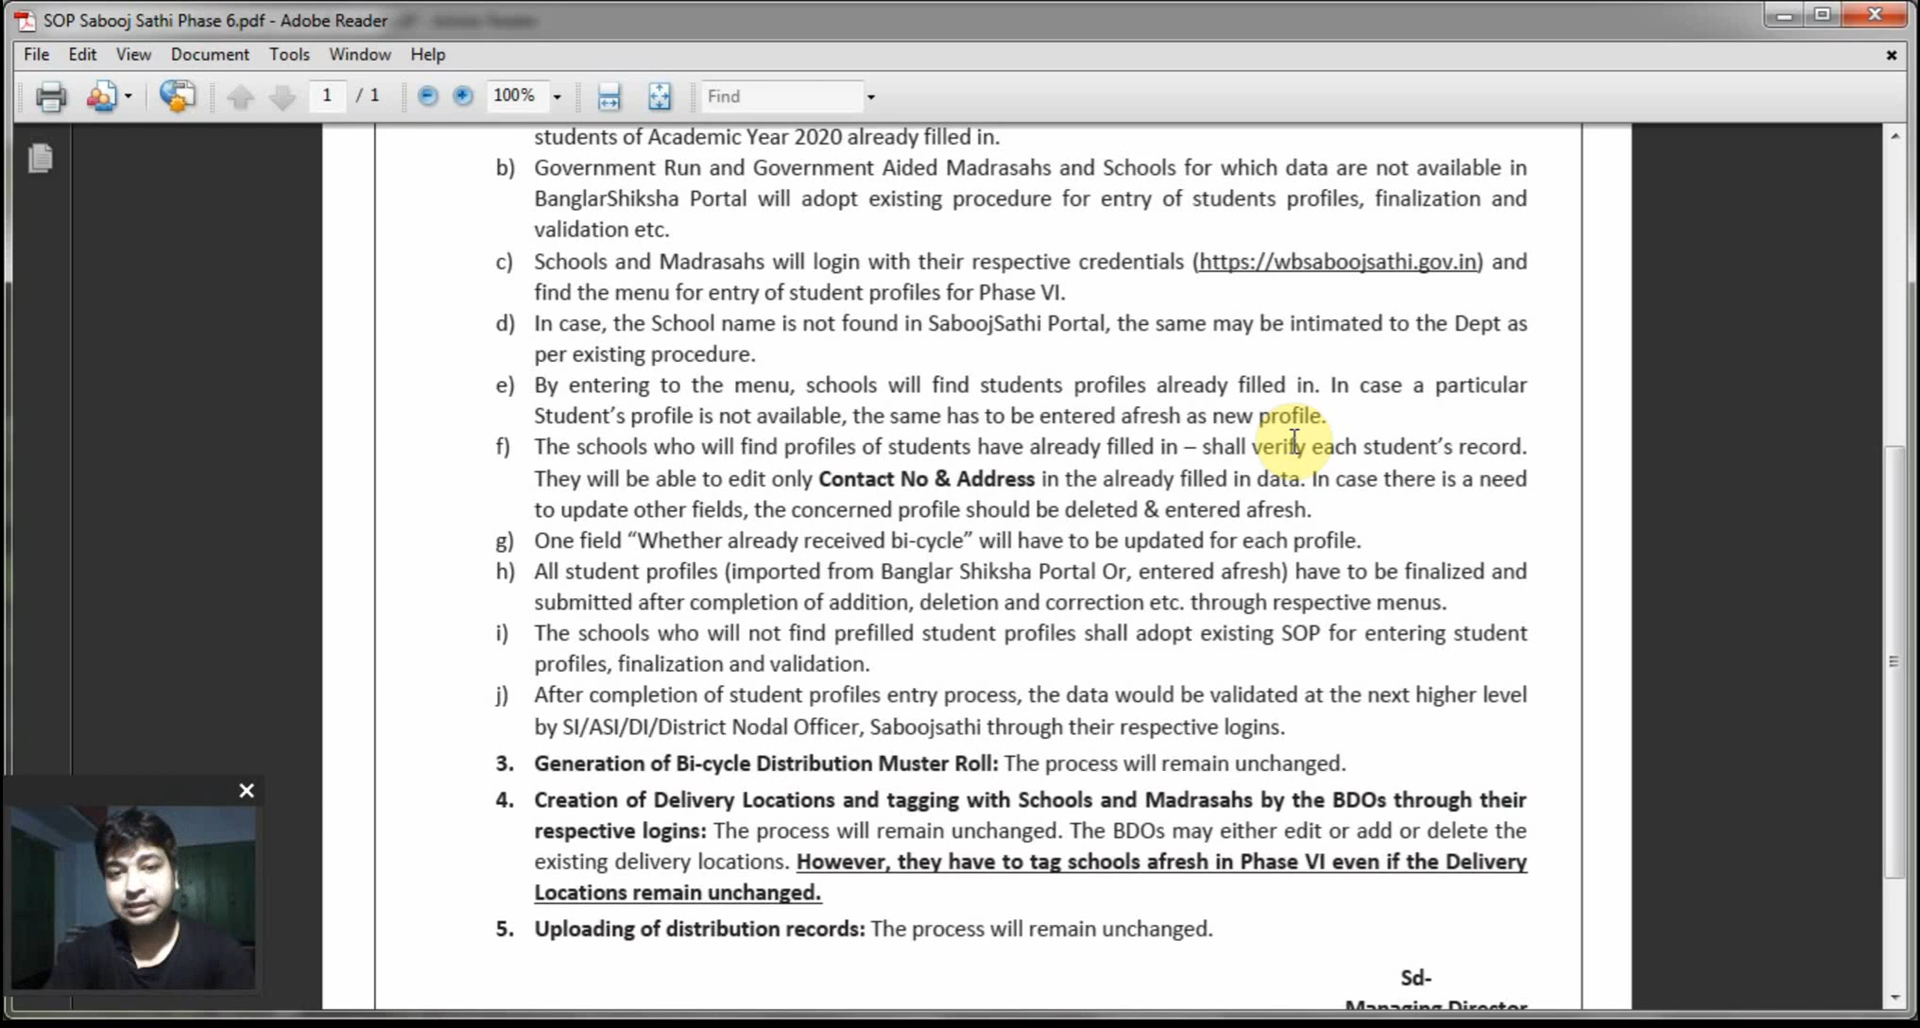 SOP Sabooj Sathi Phase 6.pdf - Adobe Reader
File Edit View Document Tools Window Help
1 / 1 100% Find
students of Academic Year 2020 already filled in.
b) Government Run and Government Aided Madrasahs and Schools for which data are not available in
BanglarShiksha Portal will adopt existing procedure for entry of students profiles, finalization and
validation etc.
c) Schools and Madrasahs will login with their respective credentials (https://wbsaboojsathi.gov.in) and
find the menu for entry of student profiles for Phase VI.
d) In case, the School name is not found in SaboojSathi Portal, the same may be intimated to the Dept as
per existing procedure.
e) By entering to the menu, schools will find students profiles already filled in. In case a particular
Student’s profile is not available, the same has to be entered afresh as new profile.
f) The schools who will find profiles of students have already filled in – shall verify each student’s record.
They will be able to edit only Contact No & Address in the already filled in data. In case there is a need
to update other fields, the concerned profile should be deleted & entered afresh.
g) One field “Whether already received bi-cycle” will have to be updated for each profile.
h) All student profiles (imported from Banglar Shiksha Portal Or, entered afresh) have to be finalized and
submitted after completion of addition, deletion and correction etc. through respective menus.
i) The schools who will not find prefilled student profiles shall adopt existing SOP for entering student
profiles, finalization and validation.
j) After completion of student profiles entry process, the data would be validated at the next higher level
by SI/ASI/DI/District Nodal Officer, Saboojsathi through their respective logins.
3. Generation of Bi-cycle Distribution Muster Roll: The process will remain unchanged.
4. Creation of Delivery Locations and tagging with Schools and Madrasahs by the BDOs through their
respective logins: The process will remain unchanged. The BDOs may either edit or add or delete the
existing delivery locations. However, they have to tag schools afresh in Phase VI even if the Delivery
Locations remain unchanged.
5. Uploading of distribution records: The process will remain unchanged.
Sd-
Managing Director